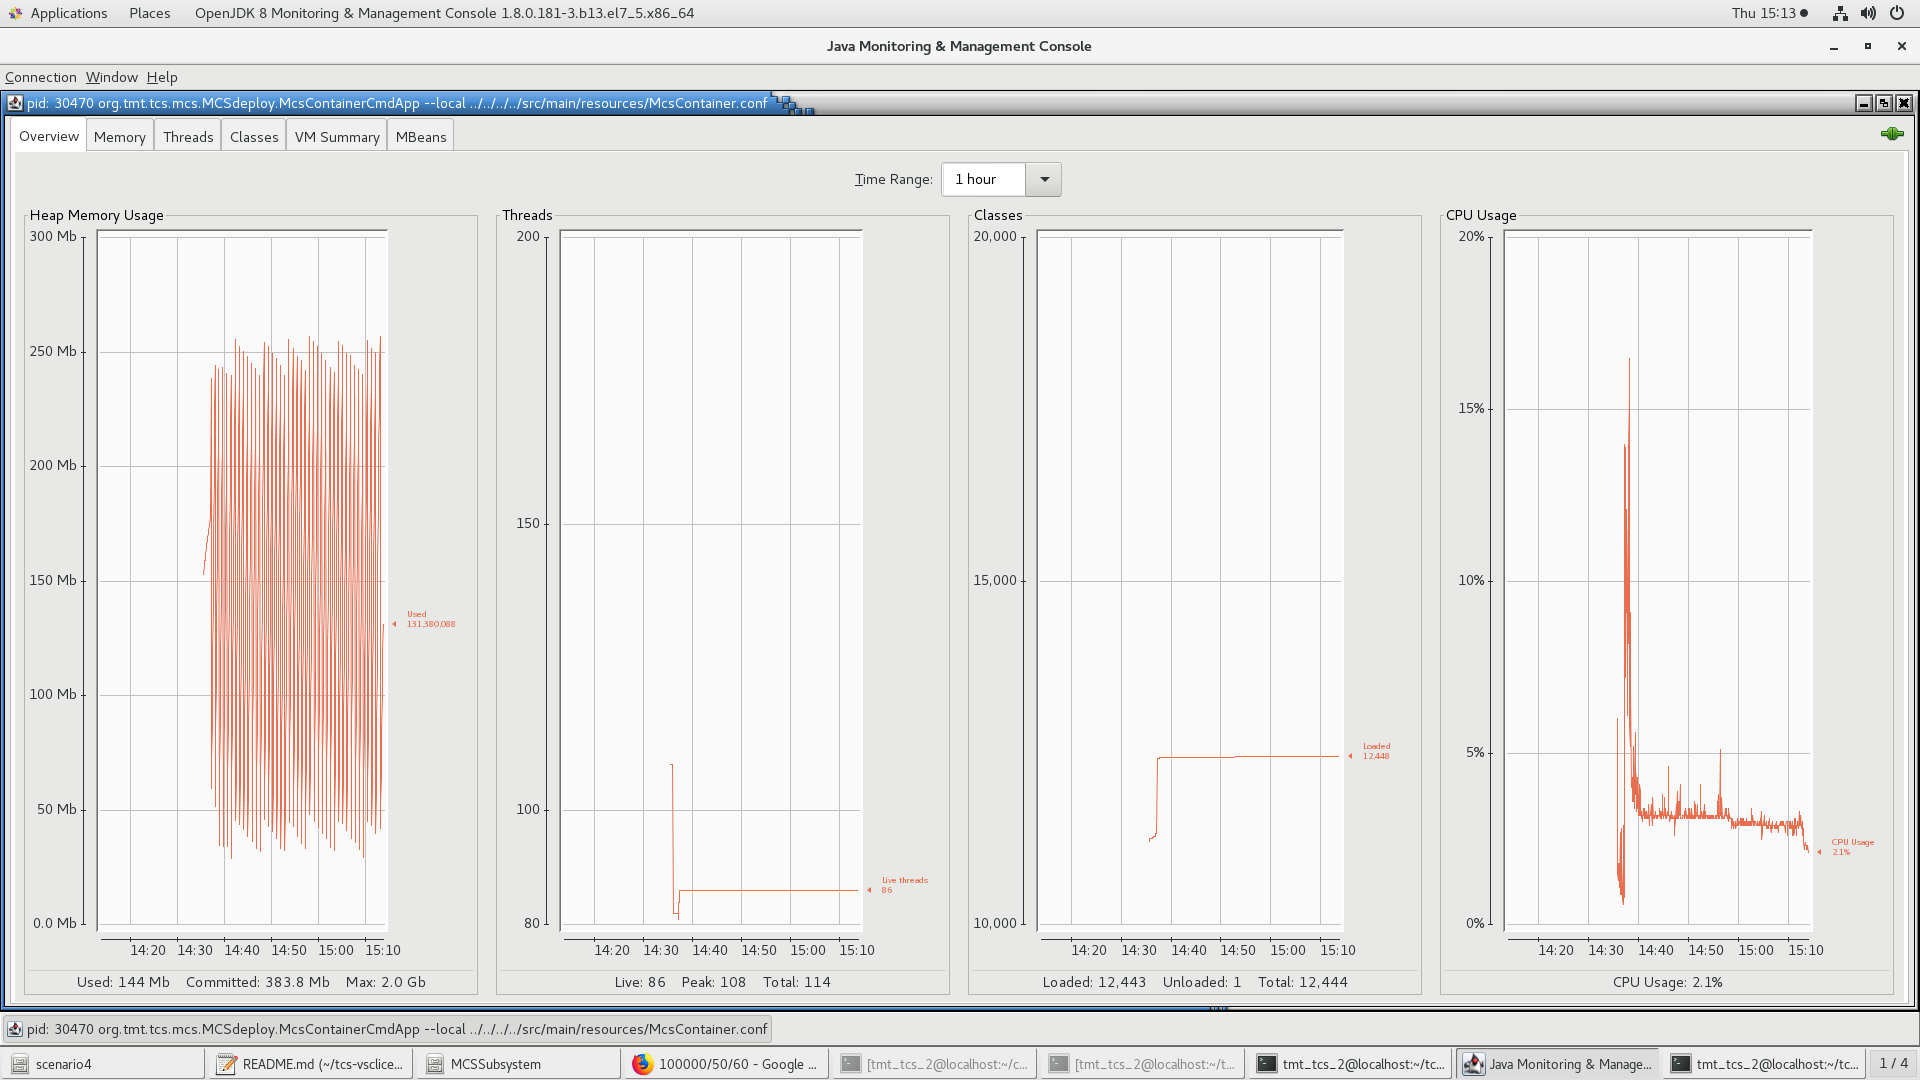 Applications Places OpenJDK 8 Monitoring & Management Console 1.8.0.181-3.b13.el7_5.x86_64 Thu 15:13
Java Monitoring & Management Console
Connection Window Help
pid: 30470 org.tmt.tcs.mcs.MCSdeploy.McsContainerCmdApp --local ../../../../src/main/resources/McsContainer.conf
Overview Memory Threads Classes VM Summary MBeans
Time Range: 1 hour
Heap Memory Usage
300 Mb
250 Mb
200 Mb
150 Mb
100 Mb
50 Mb
0.0 Mb
Used
131,380,088
14:20 14:30 14:40 14:50 15:00 15:10
Used: 144 Mb Committed: 383.8 Mb Max: 2.0 Gb
Threads
200
150
100
80
Live threads
86
14:20 14:30 14:40 14:50 15:00 15:10
Live: 86 Peak: 108 Total: 114
Classes
20,000
15,000
10,000
Loaded
12,448
14:20 14:30 14:40 14:50 15:00 15:10
Loaded: 12,443 Unloaded: 1 Total: 12,444
CPU Usage
20%
15%
10%
5%
0%
CPU Usage
2.1%
14:20 14:30 14:40 14:50 15:00 15:10
CPU Usage: 2.1%
pid: 30470 org.tmt.tcs.mcs.MCSdeploy.McsContainerCmdApp --local ../../../../src/main/resources/McsContainer.conf
scenario4 README.md (~/tcs-vslice... MCSSubsystem 100000/50/60 - Google ... [tmt_tcs_2@localhost:~/c... [tmt_tcs_2@localhost:~/t... tmt_tcs_2@localhost:~/tc... Java Monitoring & Manage... tmt_tcs_2@localhost:~/tc... 1 / 4